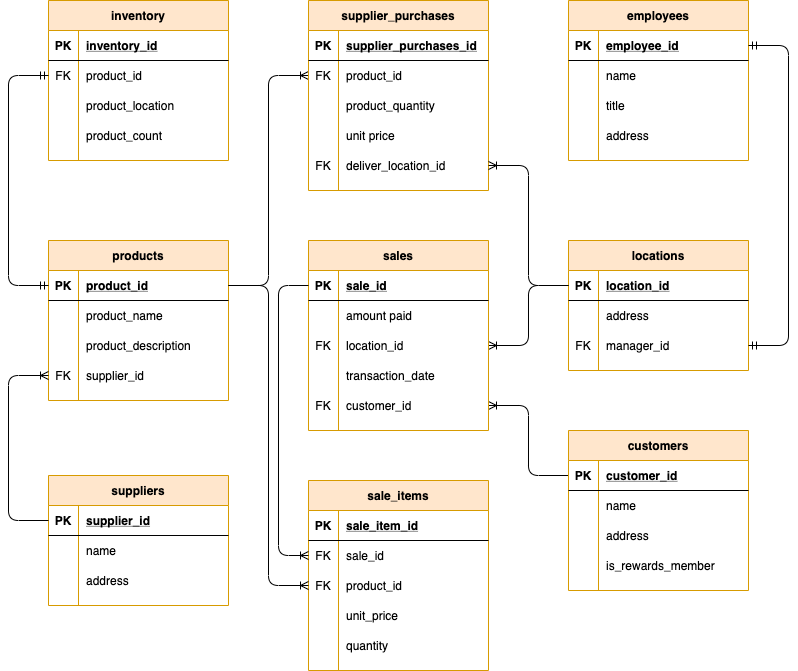 inventory
PK inventory_id
FK product_id
product_location
product_count
supplier_purchases
PK supplier_purchases_id
FK product_id
product_quantity
unit price
FK deliver_location_id
employees
PK employee_id
name
title
address
products
PK product_id
product_name
product_description
FK supplier_id
sales
PK sale_id
amount paid
FK location_id
transaction_date
FK customer_id
locations
PK location_id
address
FK manager_id
suppliers
PK supplier_id
name
address
sale_items
PK sale_item_id
FK sale_id
FK product_id
unit_price
quantity
customers
PK customer_id
name
address
is_rewards_member